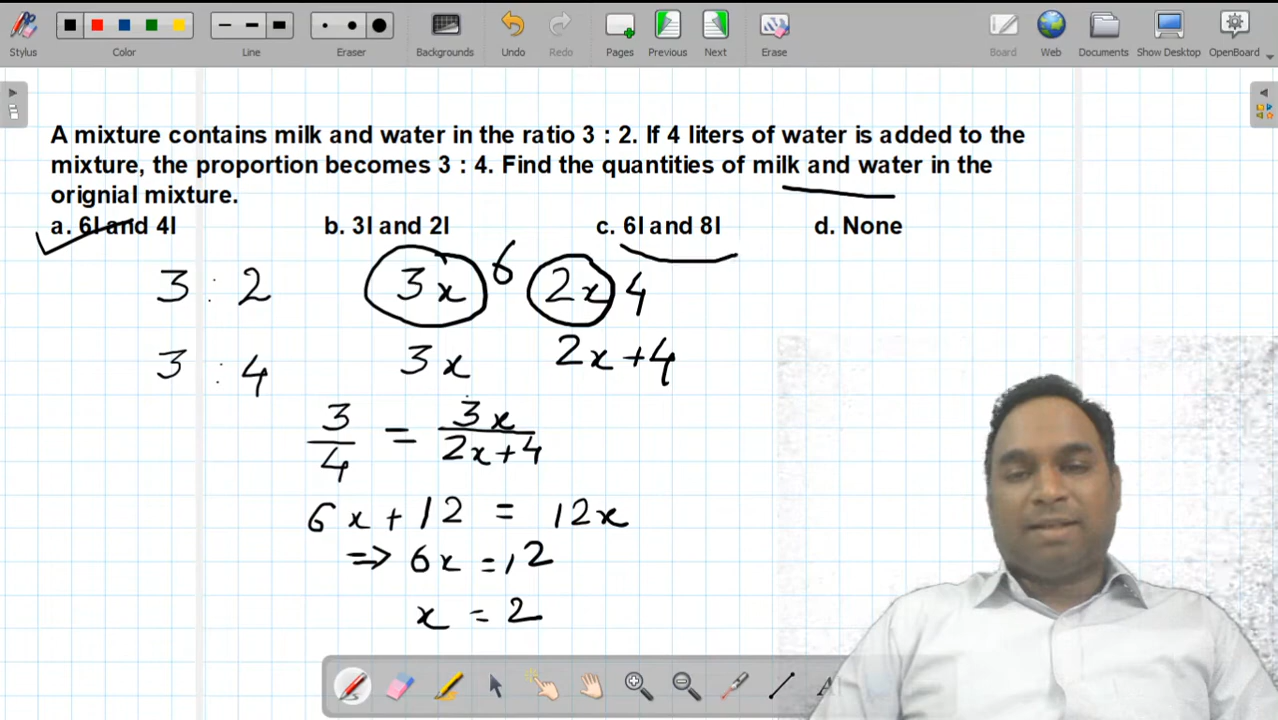 Stylus Color Line Eraser Backgrounds Undo Redo Pages Previous Next Erase Board Web Documents Show Desktop OpenBoard
A mixture contains milk and water in the ratio 3 : 2. If 4 liters of water is added to the
mixture, the proportion becomes 3 : 4. Find the quantities of milk and water in the
orignial mixture.
a. 6l and 4l b. 3l and 2l c. 6l and 8l d. None
3 : 2 3x 6 2x 4
3 : 4 3x 2x+4
3/4 = 3x/2x+4
6x + 12 = 12x
=> 6x = 12
x = 2
A